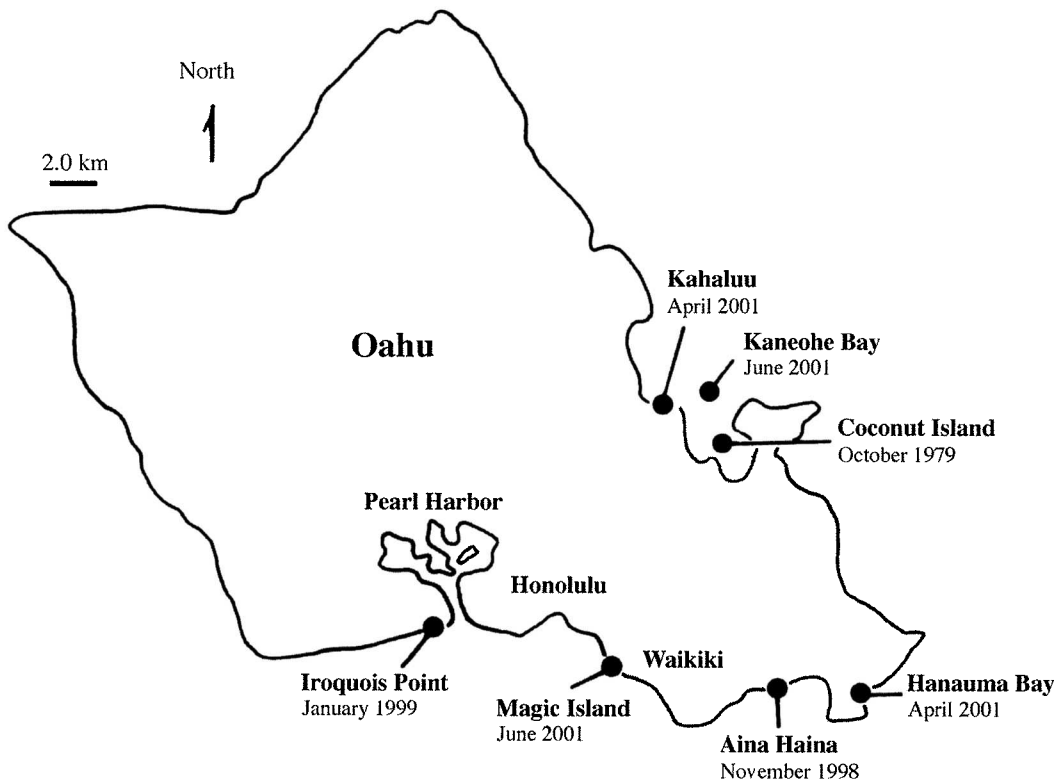 North
2.0 km
Kahaluu
April 2001
Oahu
Kaneohe Bay
June 2001
Coconut Island
October 1979
Pearl Harbor
Honolulu
Waikiki
Iroquois Point
January 1999
Magic Island
June 2001
Hanauma Bay
April 2001
Aina Haina
November 1998